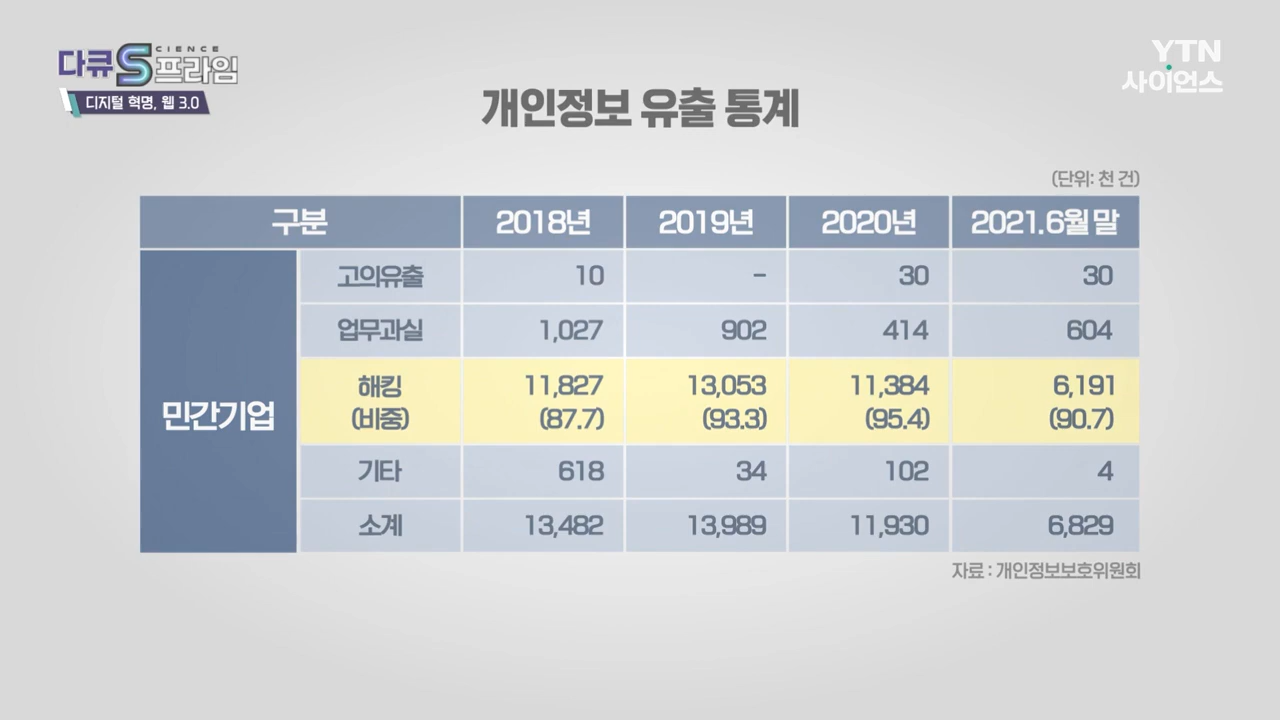 다큐 S CIENCE 프라임
디지털 혁명, 웹 3.0
YTN
사이언스
개인정보 유출 통계
(단위: 천 건)
구분 2018년 2019년 2020년 2021.6월 말
민간기업
고의유출 10 - 30 30
업무과실 1,027 902 414 604
해킹 11,827 13,053 11,384 6,191
(비중) (87.7) (93.3) (95.4) (90.7)
기타 618 34 102 4
소계 13,482 13,989 11,930 6,829
자료 : 개인정보보호위원회